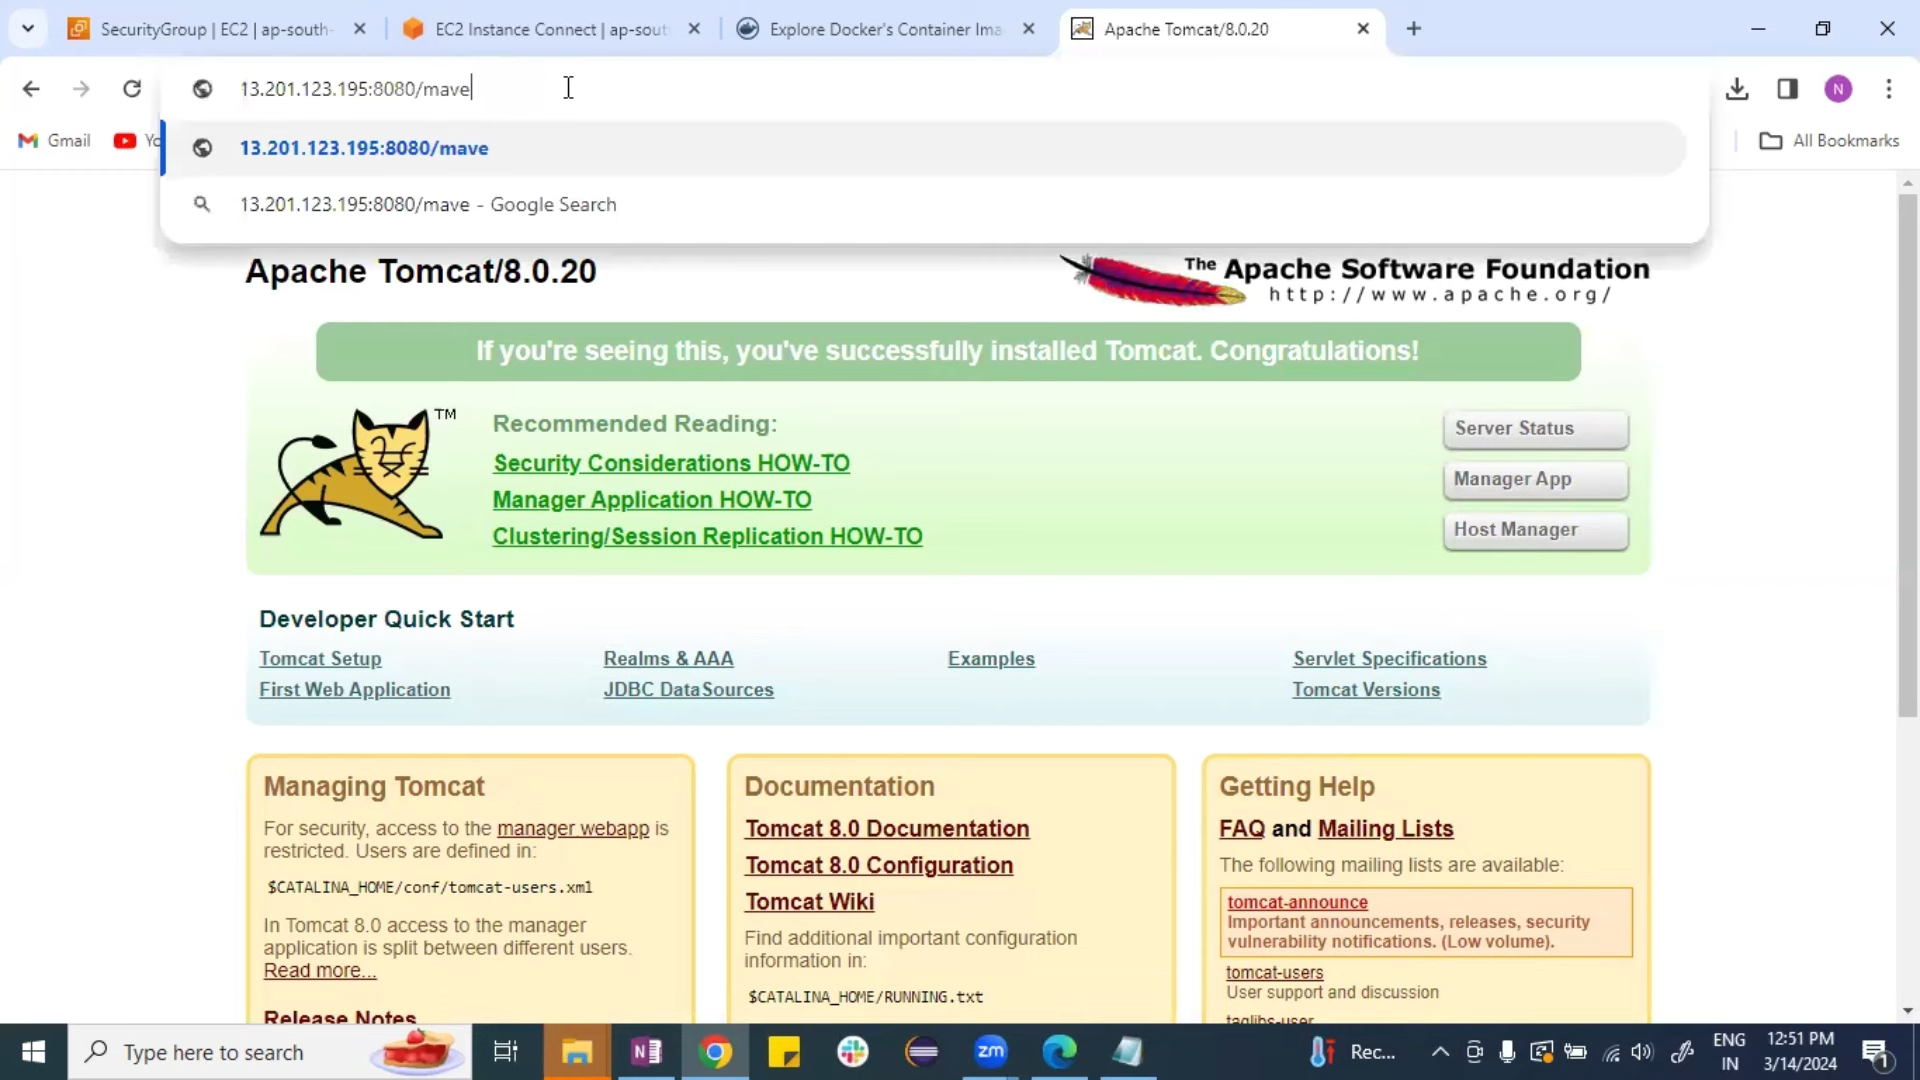 SecurityGroup | EC2 | ap-south-
EC2 Instance Connect | ap-sout
Explore Docker's Container Ima
Apache Tomcat/8.0.20
13.201.123.195:8080/mave
N
Gmail
Yo
All Bookmarks
13.201.123.195:8080/mave
13.201.123.195:8080/mave - Google Search
Apache Tomcat/8.0.20
The Apache Software Foundation
http://www.apache.org/
If you're seeing this, you've successfully installed Tomcat. Congratulations!
TM
Recommended Reading:
Security Considerations HOW-TO
Manager Application HOW-TO
Clustering/Session Replication HOW-TO
Server Status
Manager App
Host Manager
Developer Quick Start
Tomcat Setup
Realms & AAA
Examples
Servlet Specifications
First Web Application
JDBC DataSources
Tomcat Versions
Managing Tomcat
For security, access to the manager webapp is
restricted. Users are defined in:
$CATALINA_HOME/conf/tomcat-users.xml
In Tomcat 8.0 access to the manager
application is split between different users.
Read more...
Release Notes
Documentation
Tomcat 8.0 Documentation
Tomcat 8.0 Configuration
Tomcat Wiki
Find additional important configuration
information in:
$CATALINA_HOME/RUNNING.txt
Getting Help
FAQ and Mailing Lists
The following mailing lists are available:
tomcat-announce
Important announcements, releases, security
vulnerability notifications. (Low volume).
tomcat-users
User support and discussion
taglibs-user
Type here to search
N
zm
Rec...
ENG
IN
12:51 PM
3/14/2024
1